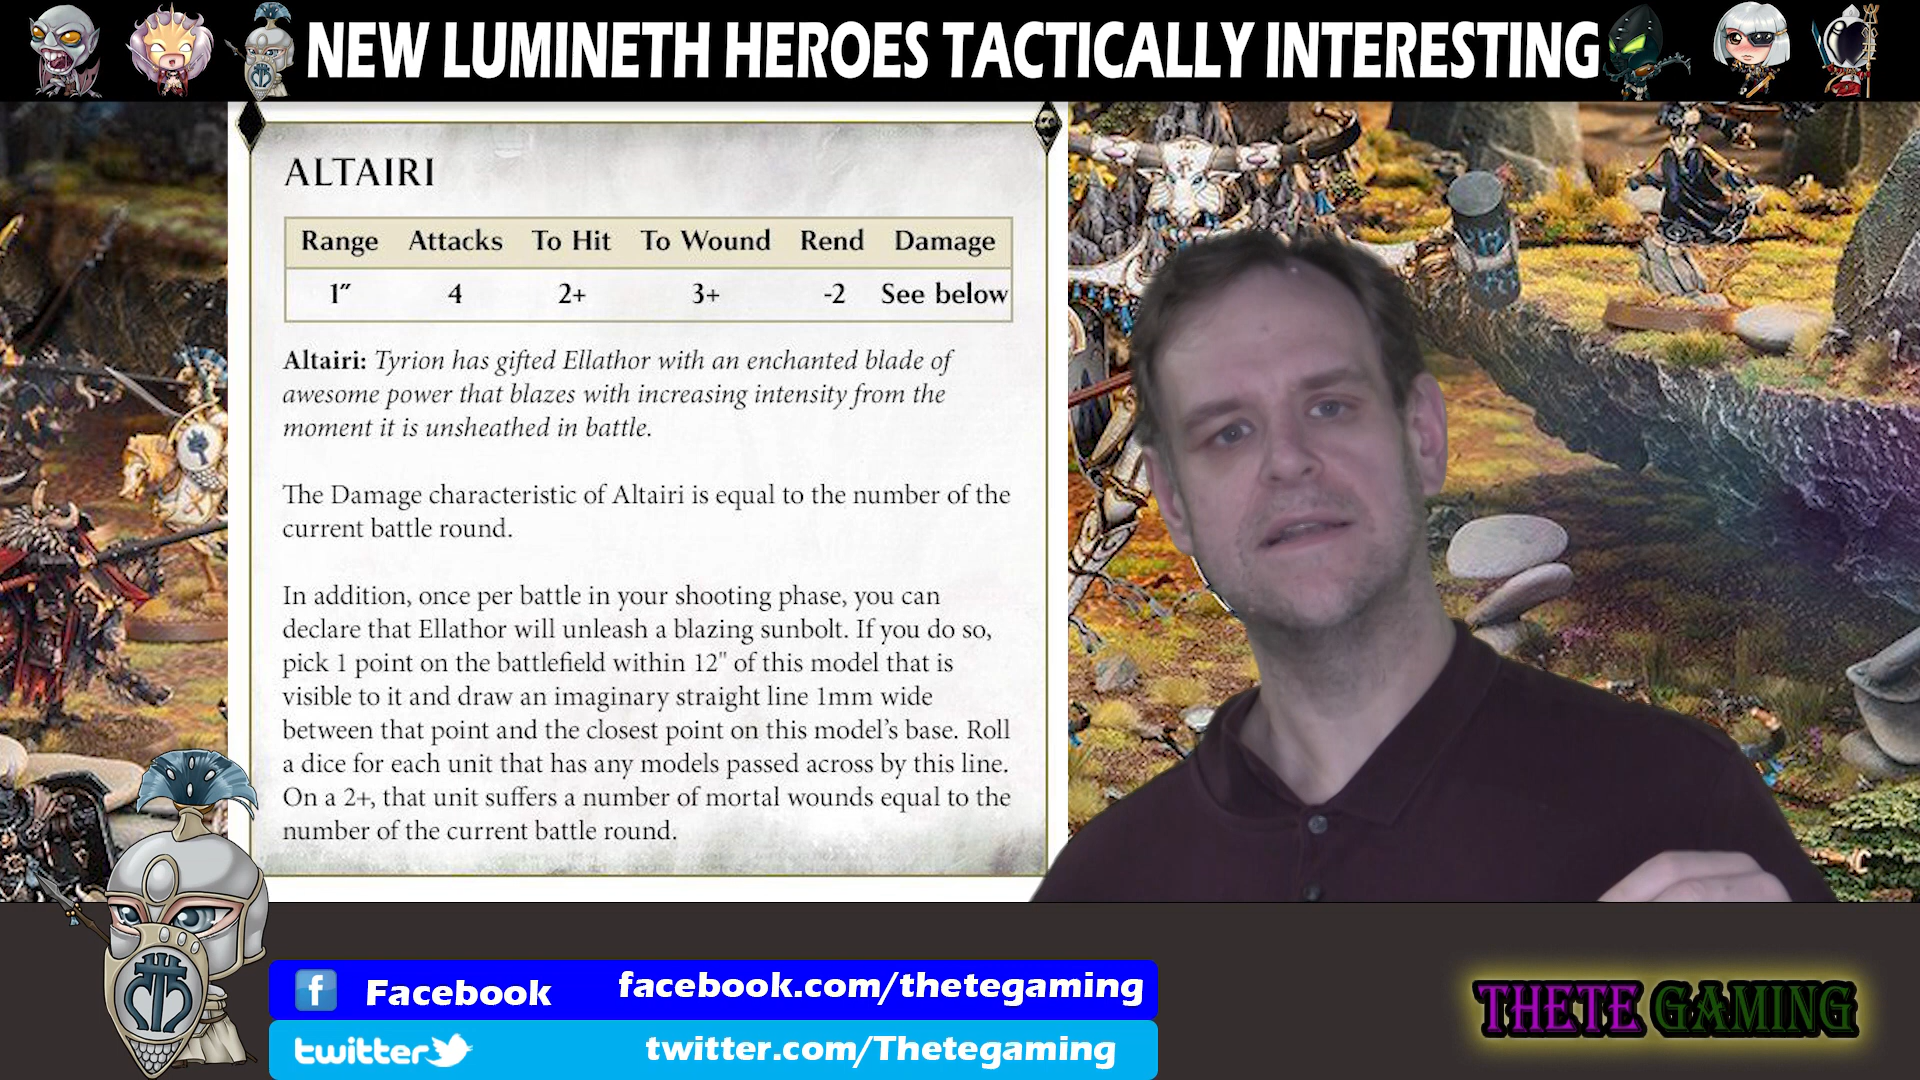 NEW LUMINETH HEROES TACTICALLY INTERESTING
ALTAIRI
Range Attacks To Hit To Wound Rend Damage
1″ 4 2+ 3+ -2 See below
Altairi: Tyrion has gifted Ellathor with an enchanted blade of
awesome power that blazes with increasing intensity from the
moment it is unsheathed in battle.
The Damage characteristic of Altairi is equal to the number of the
current battle round.
In addition, once per battle in your shooting phase, you can
declare that Ellathor will unleash a blazing sunbolt. If you do so,
pick 1 point on the battlefield within 12" of this model that is
visible to it and draw an imaginary straight line 1mm wide
between that point and the closest point on this model’s base. Roll
a dice for each unit that has any models passed across by this line.
On a 2+, that unit suffers a number of mortal wounds equal to the
number of the current battle round.
f Facebook facebook.com/thetegaming
twitter twitter.com/Thetegaming
THETE GAMING